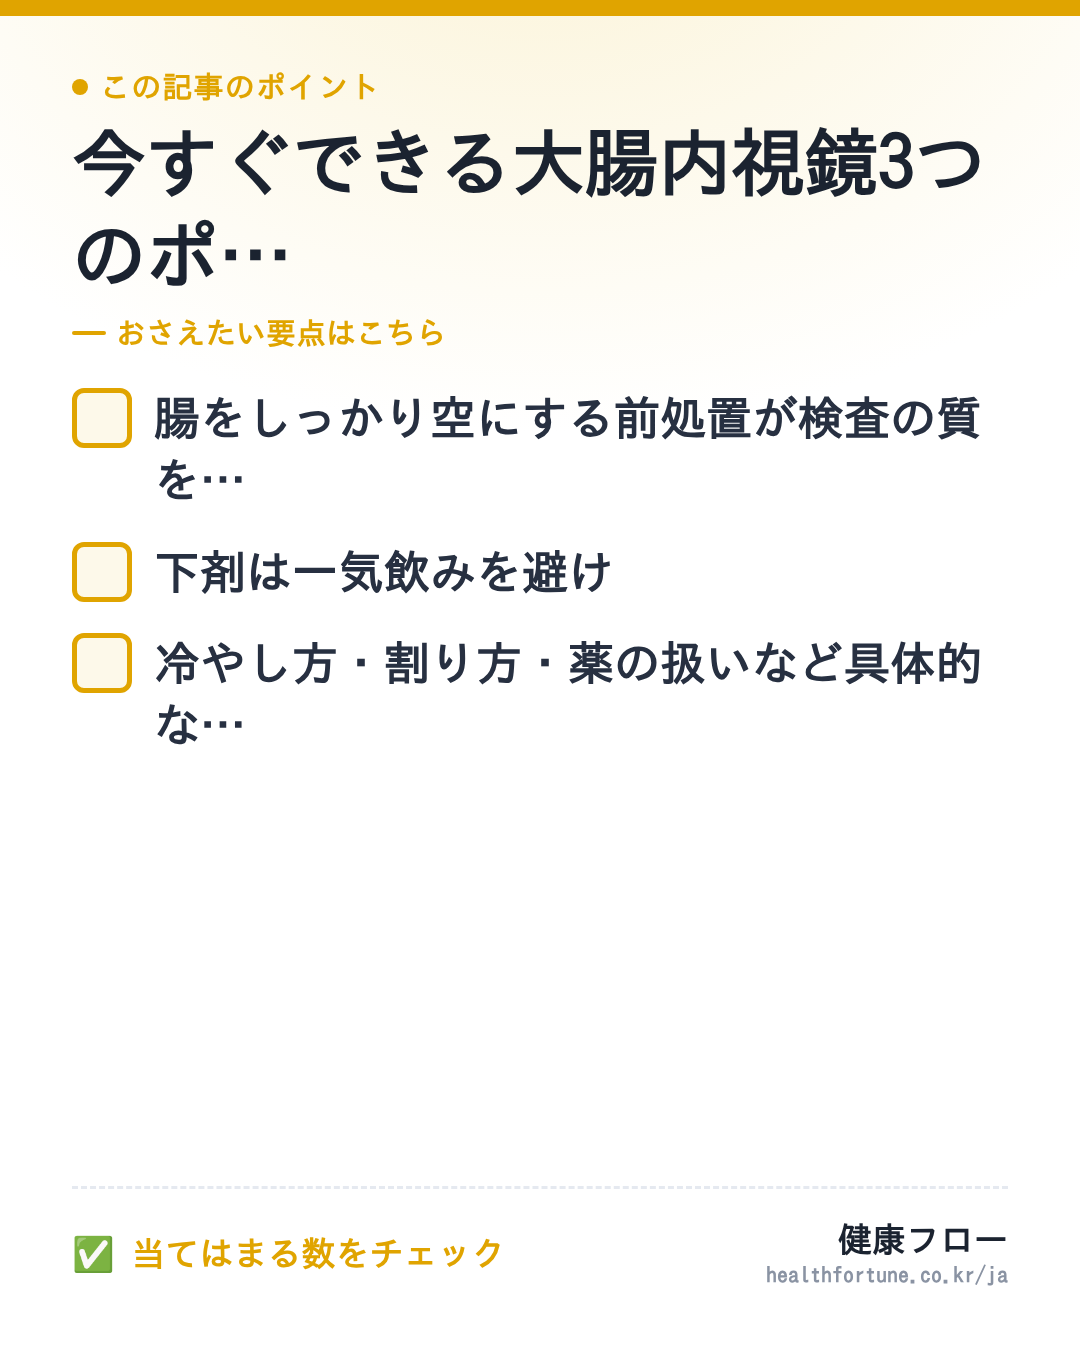 この記事のポイント
今すぐできる大腸内視鏡3つ
のポ…
おさえたい要点はこちら
腸をしっかり空にする前処置が検査の質
を…
下剤は一気飲みを避け
冷やし方・割り方・薬の扱いなど具体的
な…
当てはまる数をチェック
健康フロー
healthfortune.co.kr/ja